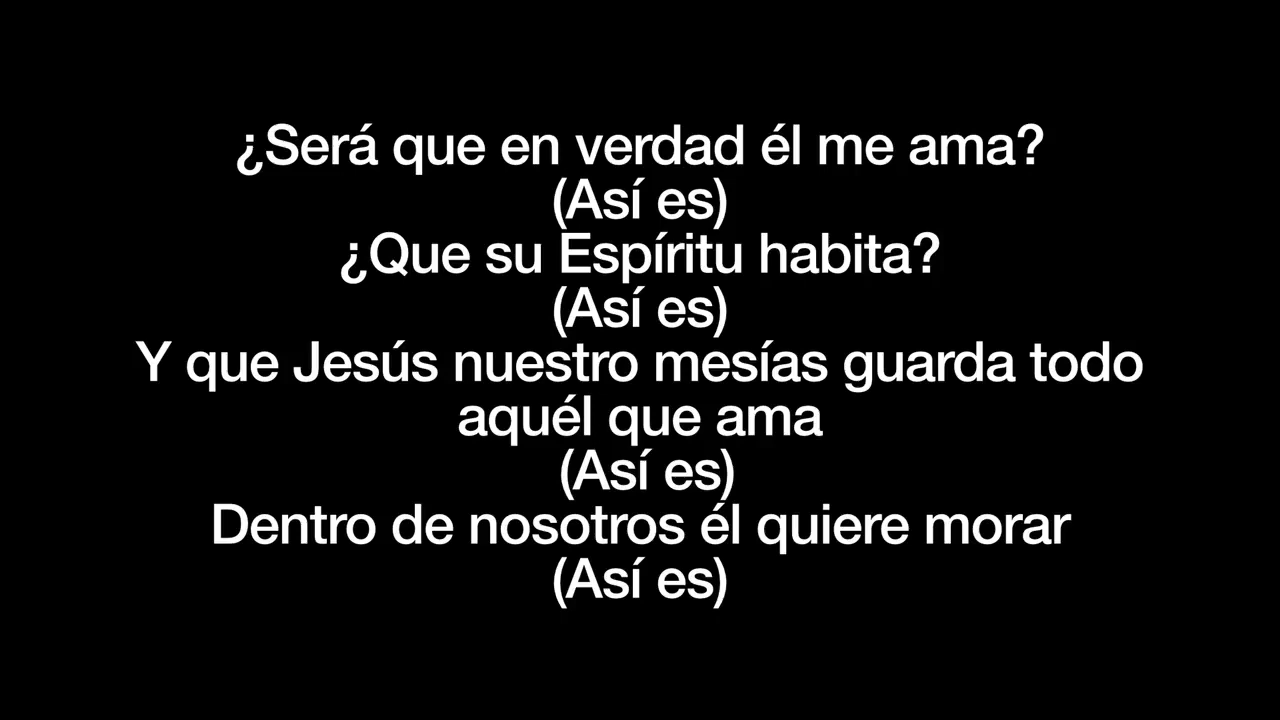 ¿Será que en verdad él me ama?
(Así es)
¿Que su Espíritu habita?
(Así es)
Y que Jesús nuestro mesías guarda todo
aquél que ama
(Así es)
Dentro de nosotros él quiere morar
(Así es)